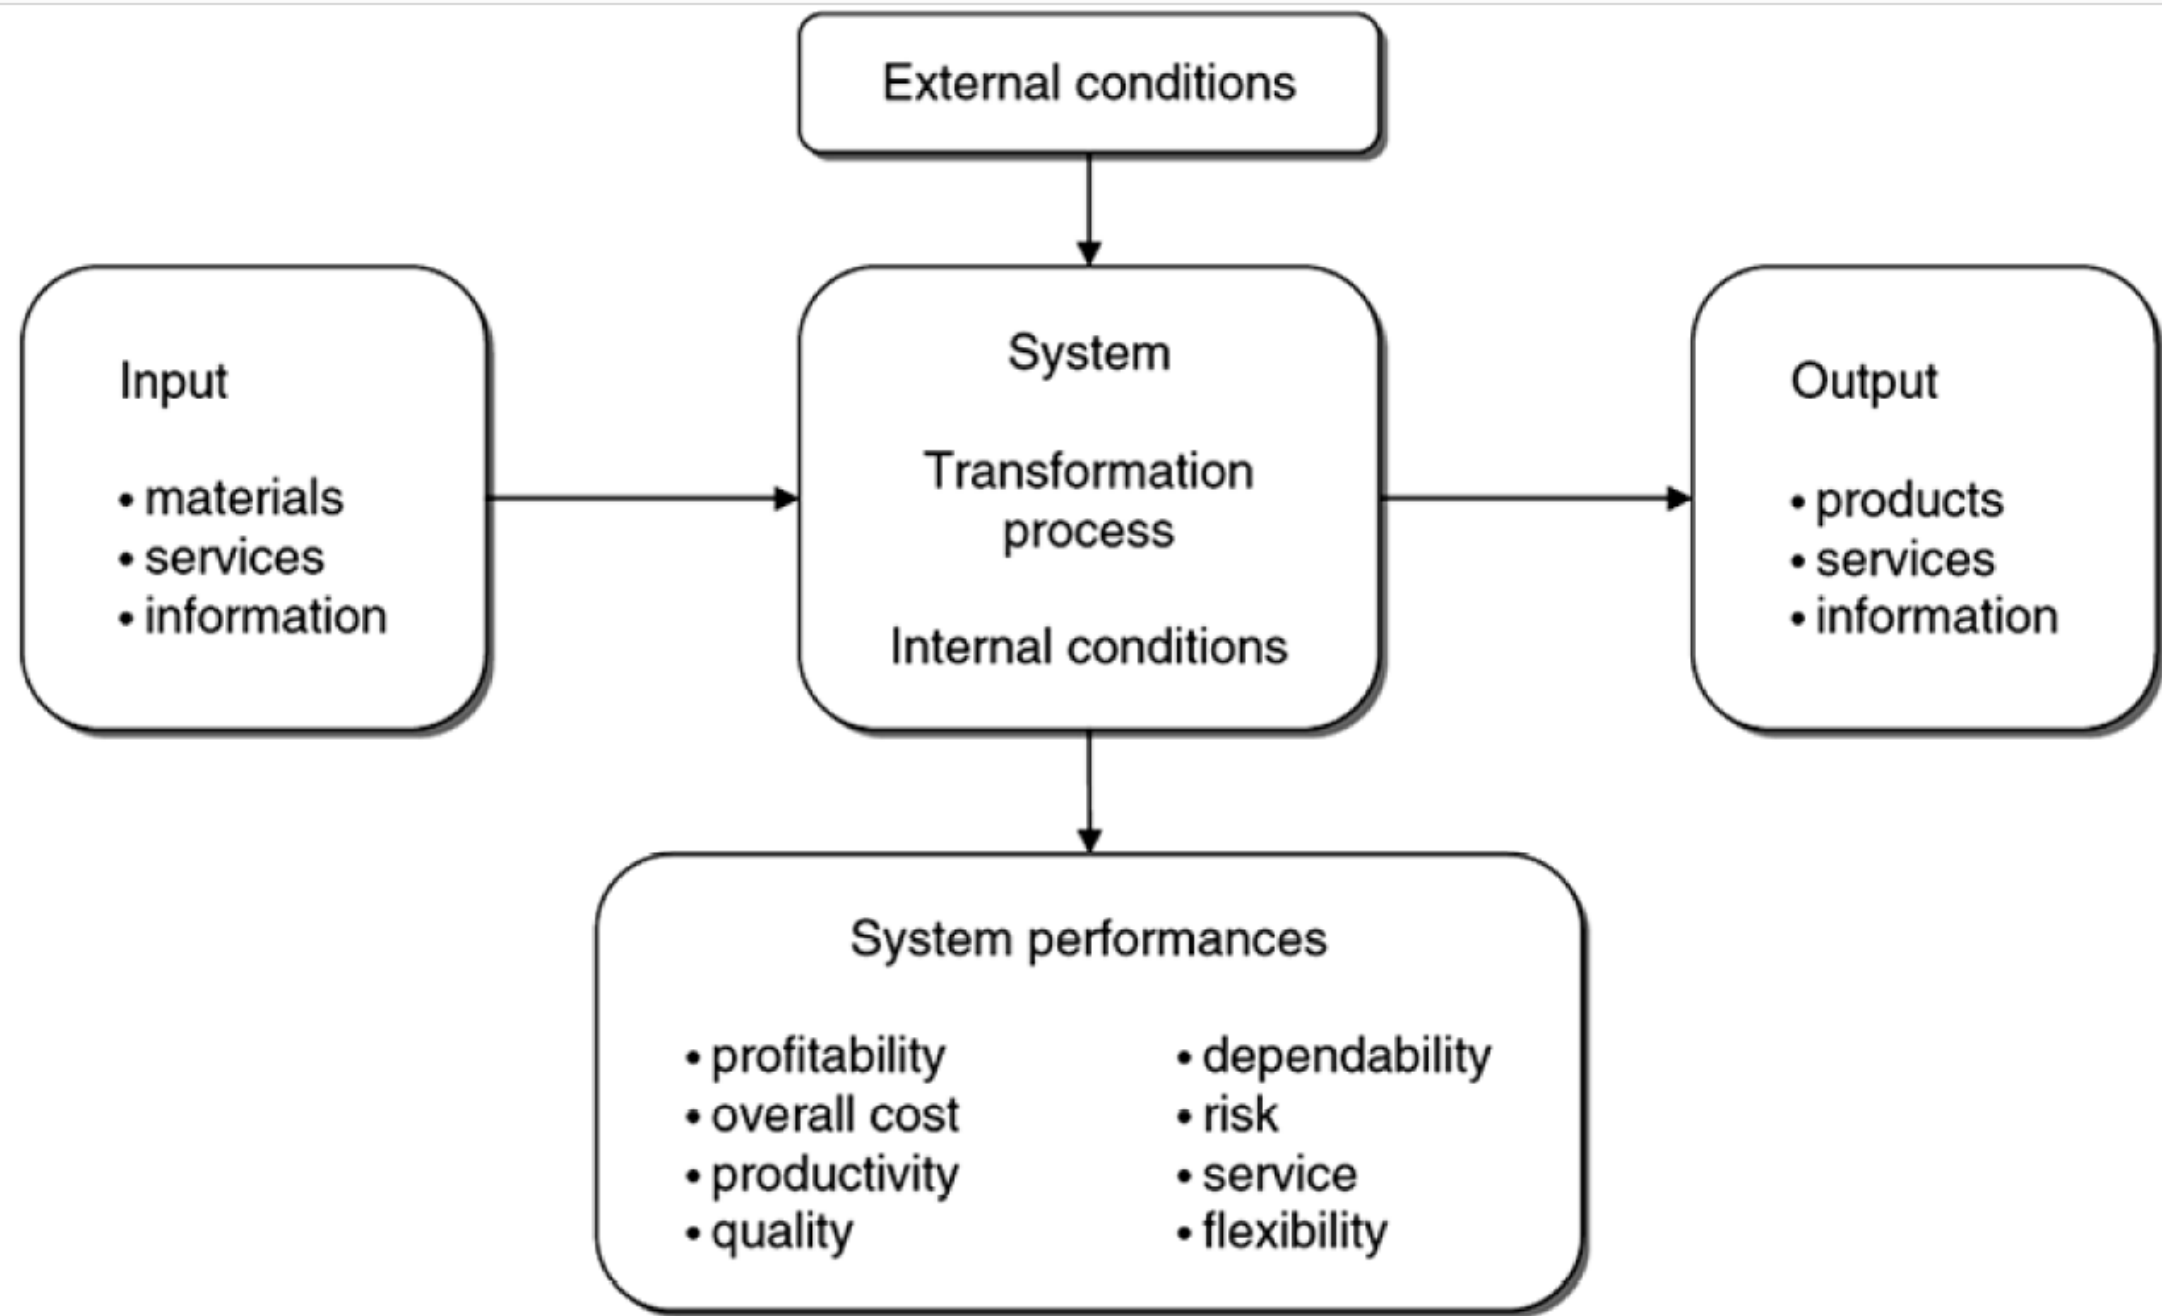 External conditions
Input
• materials
• services
• information
System
Transformation
process
Internal conditions
Output
• products
• services
• information
System performances
• profitability
• overall cost
• productivity
• quality
• dependability
• risk
• service
• flexibility